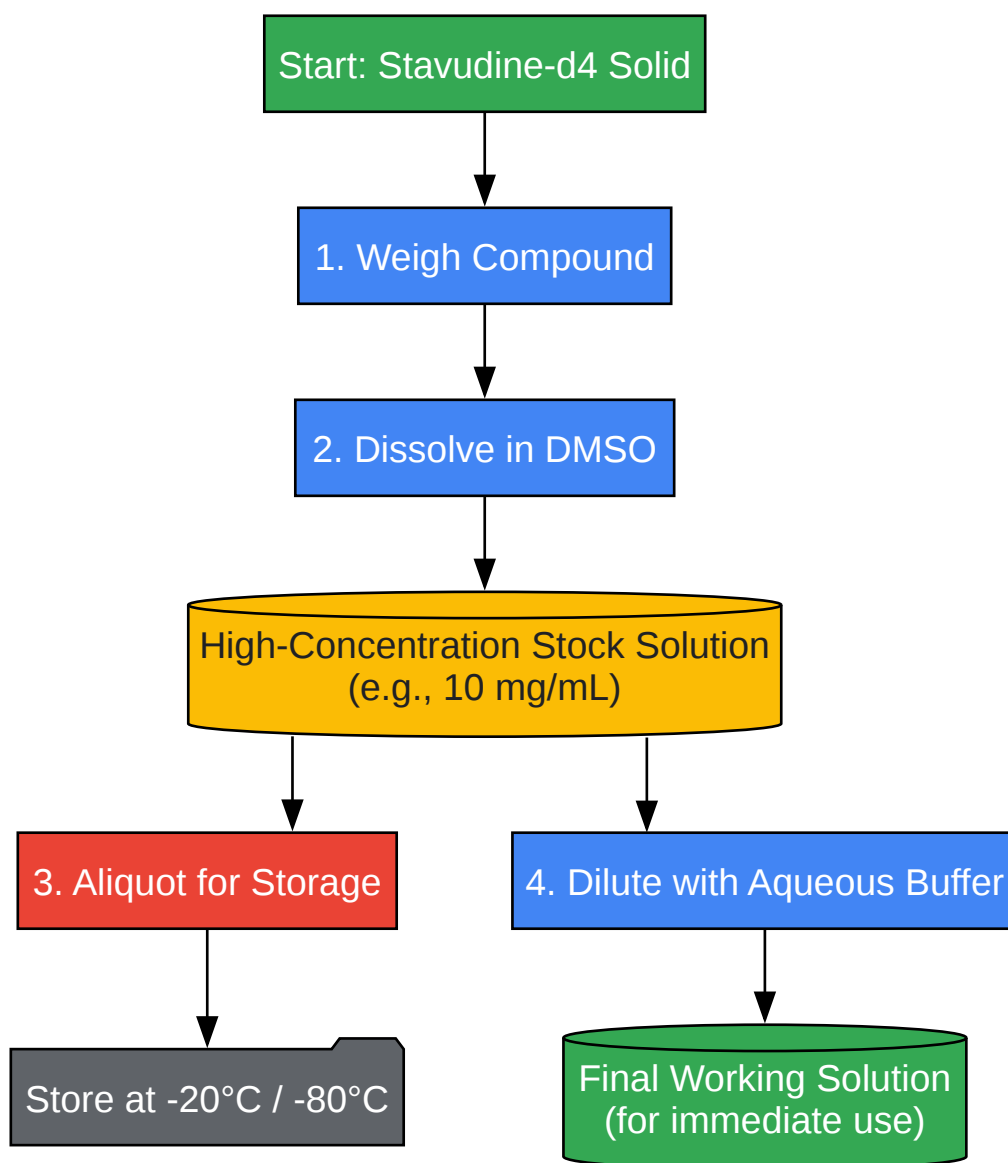 Start: Stavudine-d4 Solid
1. Weigh Compound
2. Dissolve in DMSO
High-Concentration Stock Solution
(e.g., 10 mg/mL)
3. Aliquot for Storage
4. Dilute with Aqueous Buffer
Store at -20°C / -80°C
Final Working Solution
(for immediate use)